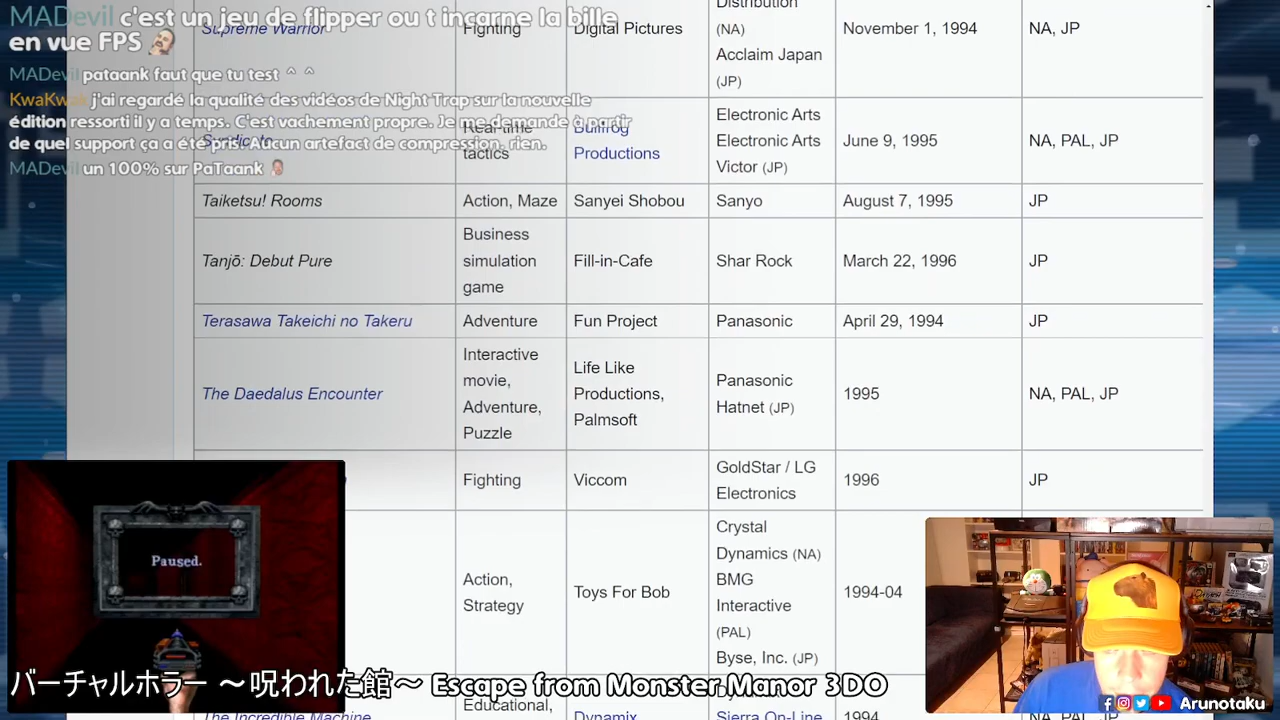 MADevil c'est un jeu de flipper ou t incarne la bille
en vue FPS
MADevil pataank faut que tu test ^ ^
j'ai regardé la qualité des vidéos de Night Trap sur la nouvelle
édition ressorti il y a temps. C'est vachement propre. Je me demande à partir
de quel support ça a été pris. Aucun artefact de compression, rien.
MADevil un 100% sur PaTaank
Supreme Warrior
Fighting
Digital Pictures
Distribution
(NA)
Acclaim Japan
(JP)
November 1, 1994
NA, JP
Syndicate
Real-time
tactics
Bullfrog
Productions
Electronic Arts
Electronic Arts
Victor (JP)
June 9, 1995
NA, PAL, JP
Taiketsu! Rooms
Action, Maze
Sanyei Shobou
Sanyo
August 7, 1995
JP
Tanjō: Debut Pure
Business
simulation
game
Fill-in-Cafe
Shar Rock
March 22, 1996
JP
Terasawa Takeichi no Takeru
Adventure
Fun Project
Panasonic
April 29, 1994
JP
The Daedalus Encounter
Interactive
movie,
Adventure,
Puzzle
Life Like
Productions,
Palmsoft
Panasonic
Hatnet (JP)
1995
NA, PAL, JP
Fighting
Viccom
GoldStar / LG
Electronics
1996
JP
Action,
Strategy
Toys For Bob
Crystal
Dynamics (NA)
BMG
Interactive
(PAL)
Byse, Inc. (JP)
1994-04
The Incredible Machine
Educational,
Dynamix
Sierra On-Line
1994
NA, PAL, JP
Paused.
バーチャルホラー ～呪われた館～ Escape from Monster Manor 3DO
Arunotaku